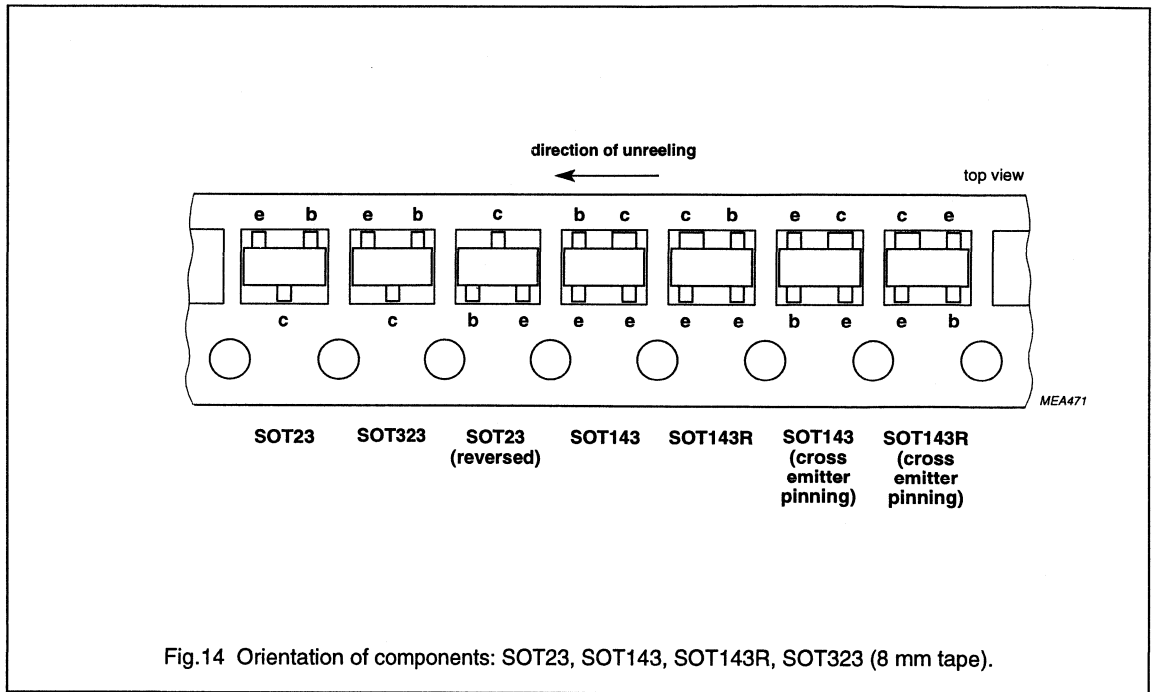 direction of unreeling
top view
e b e b c b c c b e c c e
c c b e e e e e b e e b
MEA471
SOT23 SOT323 SOT23 SOT143 SOT143R SOT143 SOT143R
(reversed) (cross (cross
emitter emitter
pinning) pinning)
Fig.14 Orientation of components: SOT23, SOT143, SOT143R, SOT323 (8 mm tape).